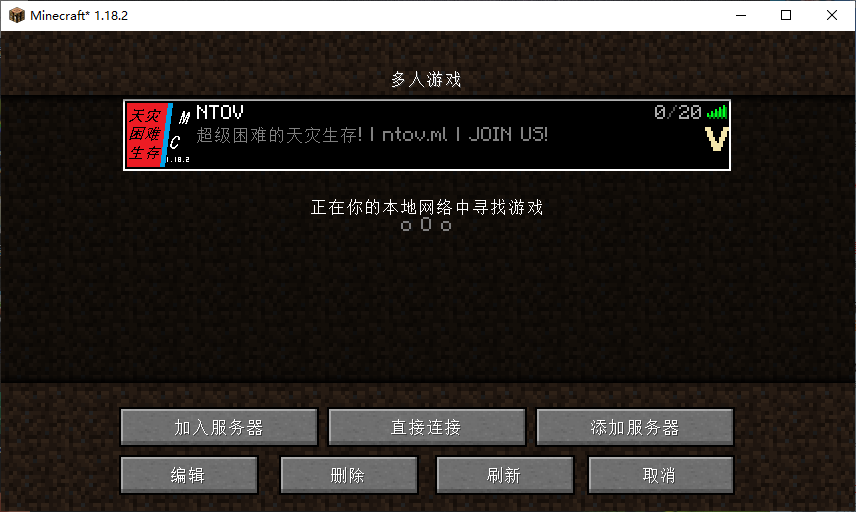 Minecraft* 1.18.2
多人游戏
天灾
困难
生存
M
C
1.18.2
NTOV
0/20
超级困难的天灾生存! | ntov.ml | JOIN US!
V
正在你的本地网络中寻找游戏
o O o
加入服务器
直接连接
添加服务器
编辑
删除
刷新
取消